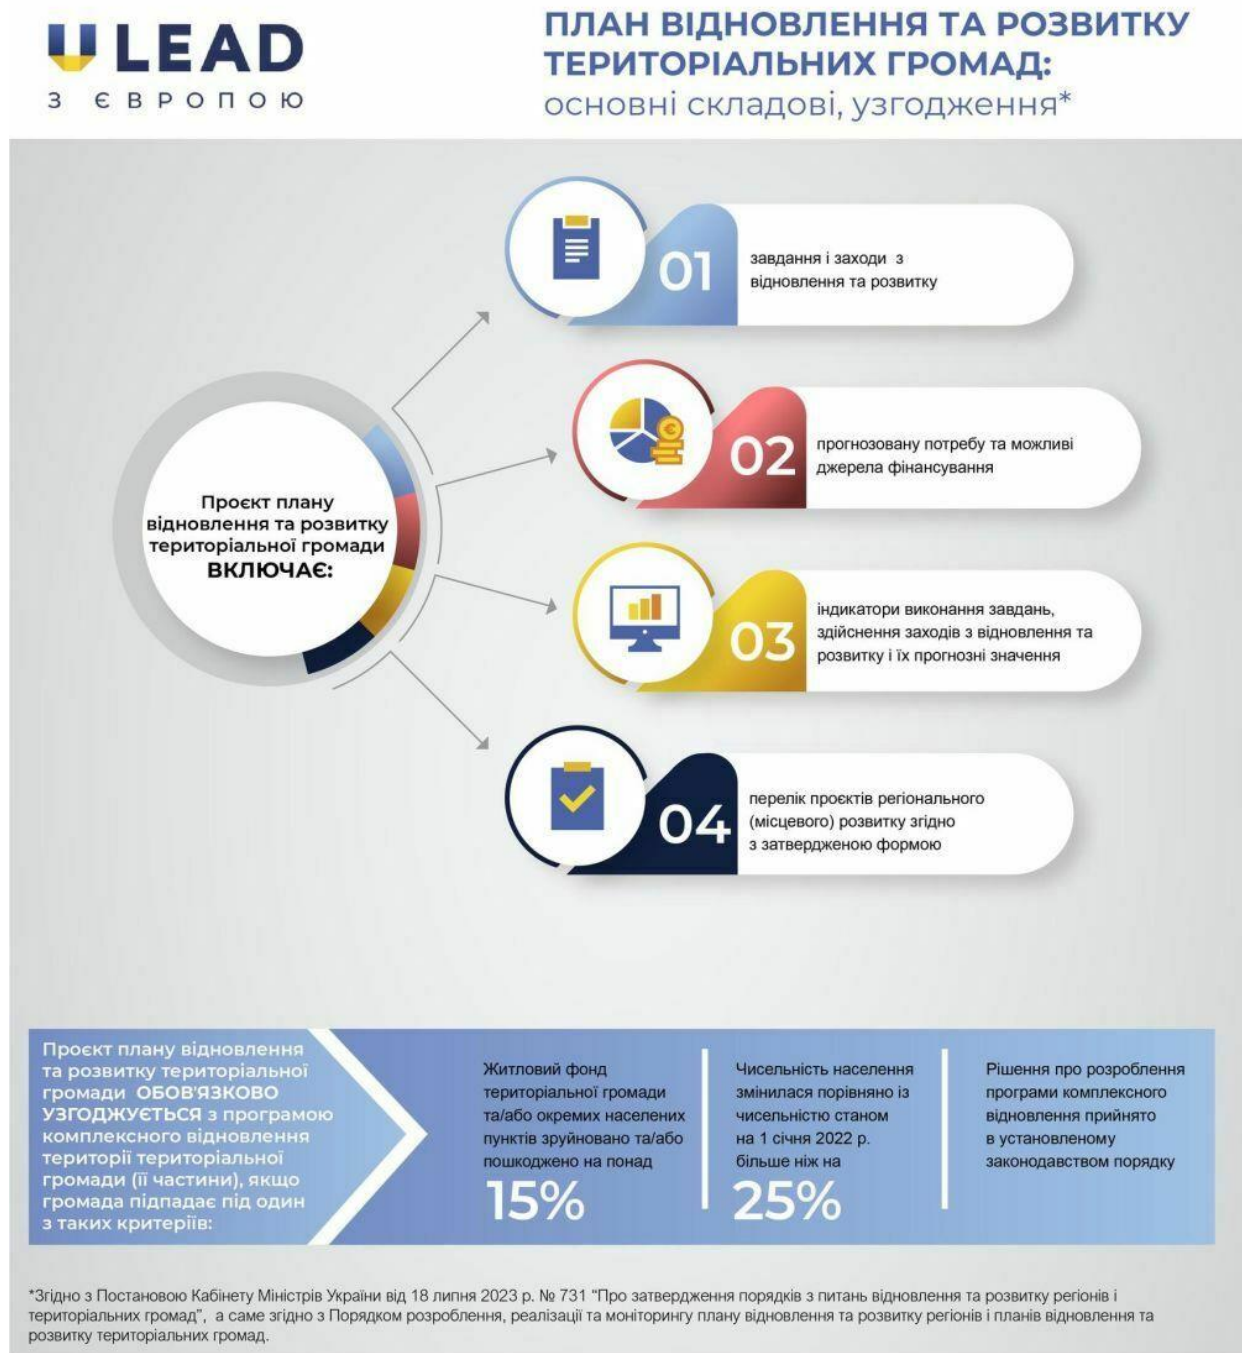 U LEAD
З ЄВРОПОЮ
ПЛАН ВІДНОВЛЕННЯ ТА РОЗВИТКУ
ТЕРИТОРІАЛЬНИХ ГРОМАД:
основні складові, узгодження*
01
завдання і заходи з
відновлення та розвитку
02
прогнозовану потребу та можливі
джерела фінансування
Проєкт плану
відновлення та розвитку
територіальної громади
ВКЛЮЧАЄ:
03
індикатори виконання завдань,
здійснення заходів з відновлення та
розвитку і їх прогнозні значення
04
перелік проєктів регіонального
(місцевого) розвитку згідно
з затвердженою формою
Проєкт плану відновлення
та розвитку територіальної
громади ОБОВ'ЯЗКОВО
УЗГОДЖУЄТЬСЯ з програмою
комплексного відновлення
території територіальної
громади (її частини), якщо
громада підпадає під один
з таких критеріїв:
Житловий фонд
територіальної громади
та/або окремих населених
пунктів зруйновано та/або
пошкоджено на понад
15%
Чисельність населення
змінилася порівняно із
чисельністю станом
на 1 січня 2022 р.
більше ніж на
25%
Рішення про розроблення
програми комплексного
відновлення прийнято
в установленому
законодавством порядку
*Згідно з Постановою Кабінету Міністрів України від 18 липня 2023 р. № 731 “Про затвердження порядків з питань відновлення та розвитку регіонів і
територіальних громад”, а саме згідно з Порядком розроблення, реалізації та моніторингу плану відновлення та розвитку регіонів і планів відновлення та
розвитку територіальних громад.